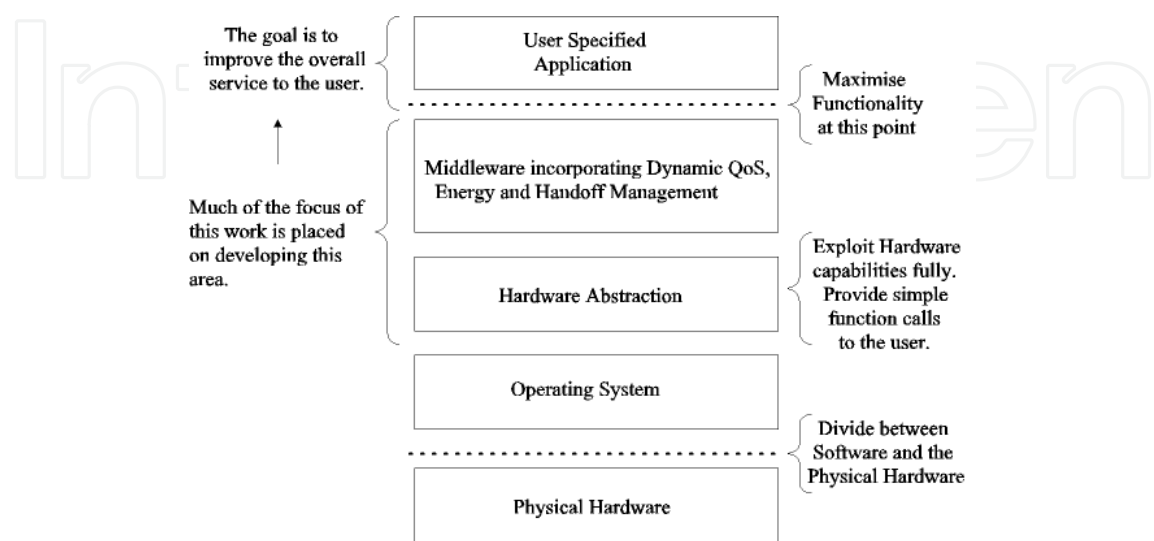 The goal is to
improve the overall
service to the user.
User Specified
Application
Maximise
Functionality
at this point
Middleware incorporating Dynamic QoS,
Energy and Handoff Management
Much of the focus of
this work is placed
on developing this
area.
Hardware Abstraction
Exploit Hardware
capabilities fully.
Provide simple
function calls
to the user.
Operating System
Divide between
Software and the
Physical Hardware
Physical Hardware